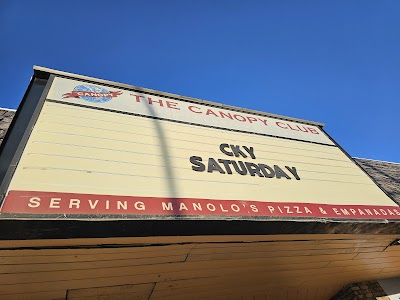 CANOPY
THE CANOPY CLUB
CKY
SATURDAY
SERVING MANOLO'S PIZZA & EMPANADAS